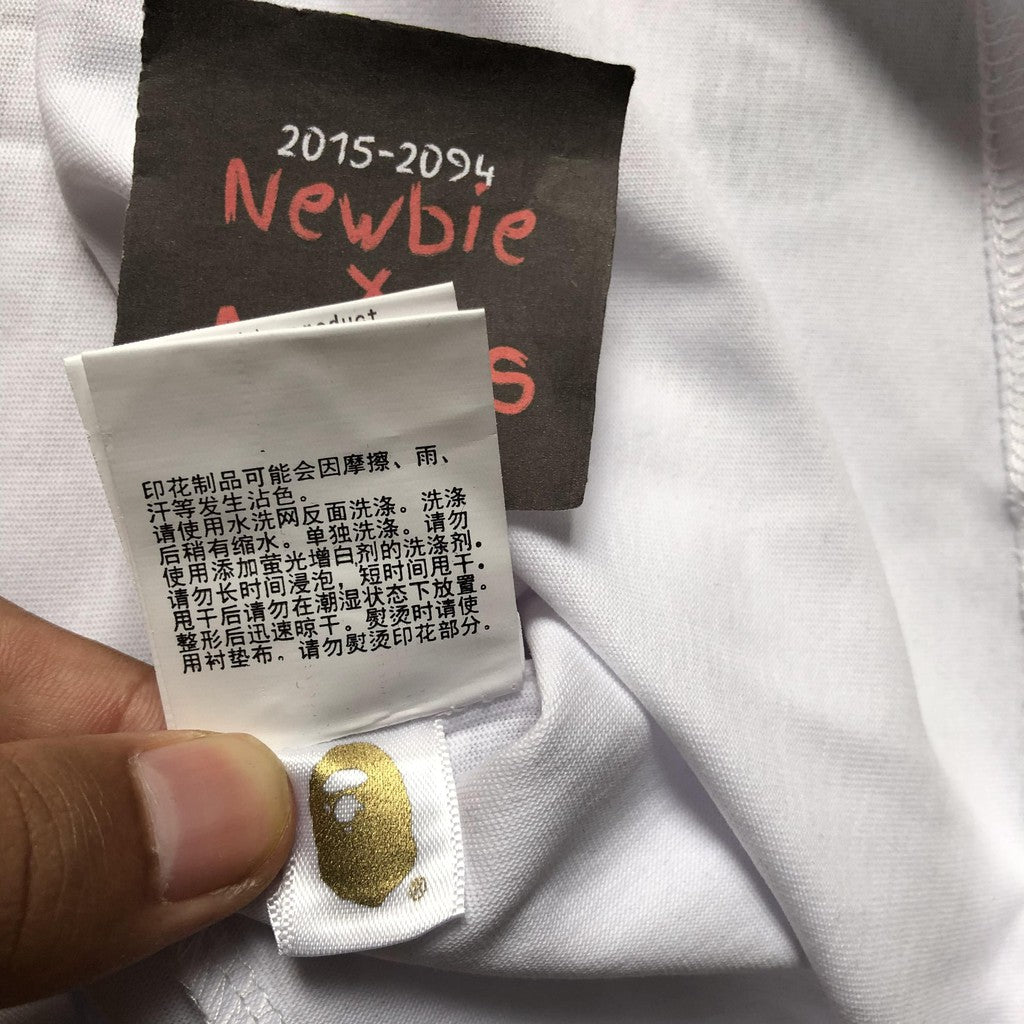 2015-2094
Newbie
x
S
product
印花制品可能会因摩擦、雨、
汗等发生沾色。
请使用水洗网反面洗涤。洗涤
后稍有缩水。单独洗涤。请勿
使用添加萤光增白剂的洗涤剂。
请勿长时间浸泡，短时间甩干。
甩干后请勿在潮湿状态下放置。
整形后迅速晾干。熨烫时请使
用衬垫布。请勿熨烫印花部分。
®